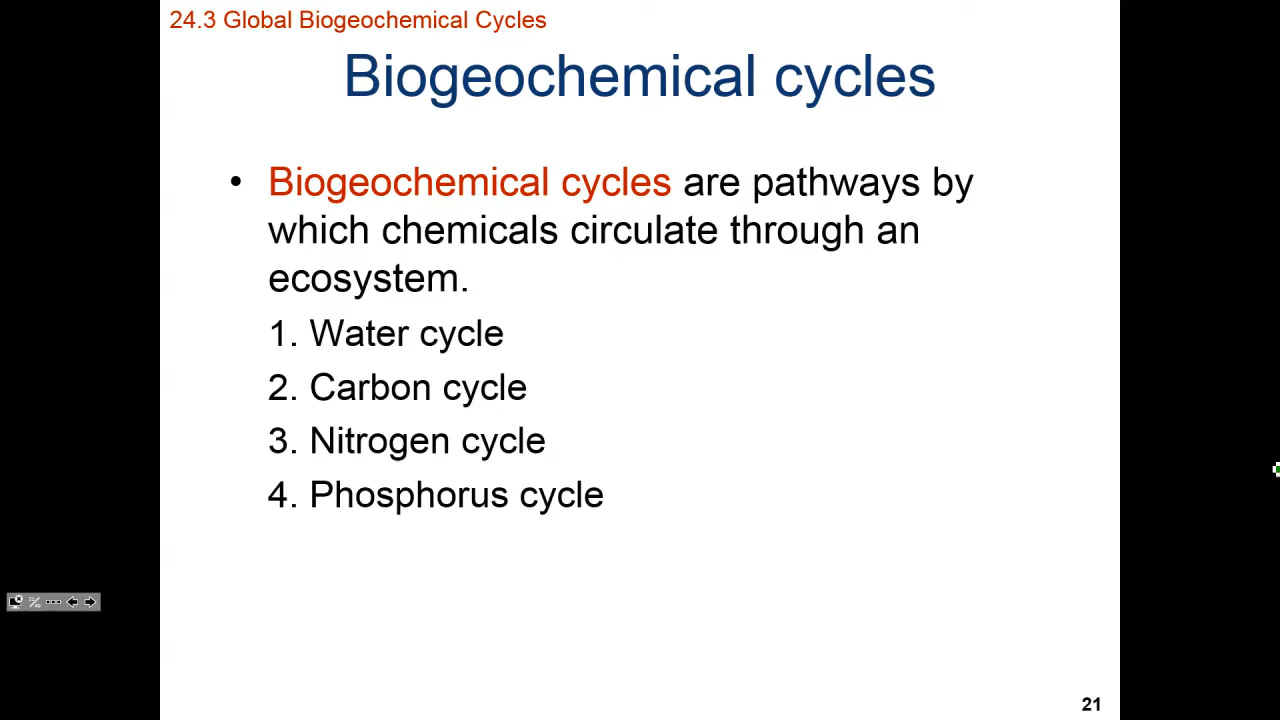 24.3 Global Biogeochemical Cycles
Biogeochemical cycles
• Biogeochemical cycles are pathways by
which chemicals circulate through an
ecosystem.
1. Water cycle
2. Carbon cycle
3. Nitrogen cycle
4. Phosphorus cycle
21